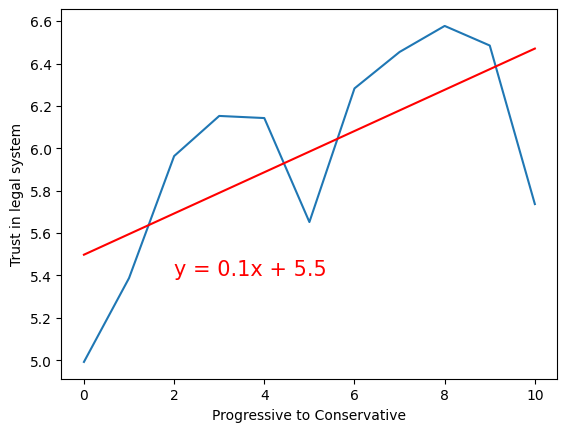 6.6
6.4
6.2
6.0
5.8
5.6
5.4
5.2
5.0
Trust in legal system
y = 0.1x + 5.5
0 2 4 6 8 10
Progressive to Conservative